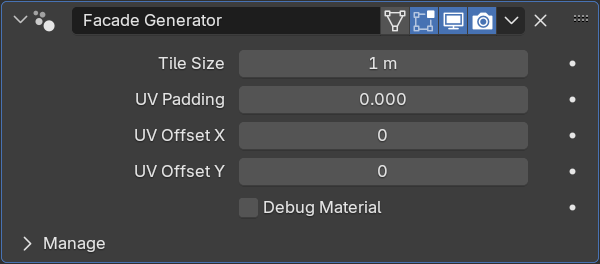 Facade Generator
Tile Size 1 m
UV Padding 0.000
UV Offset X 0
UV Offset Y 0
Debug Material
Manage